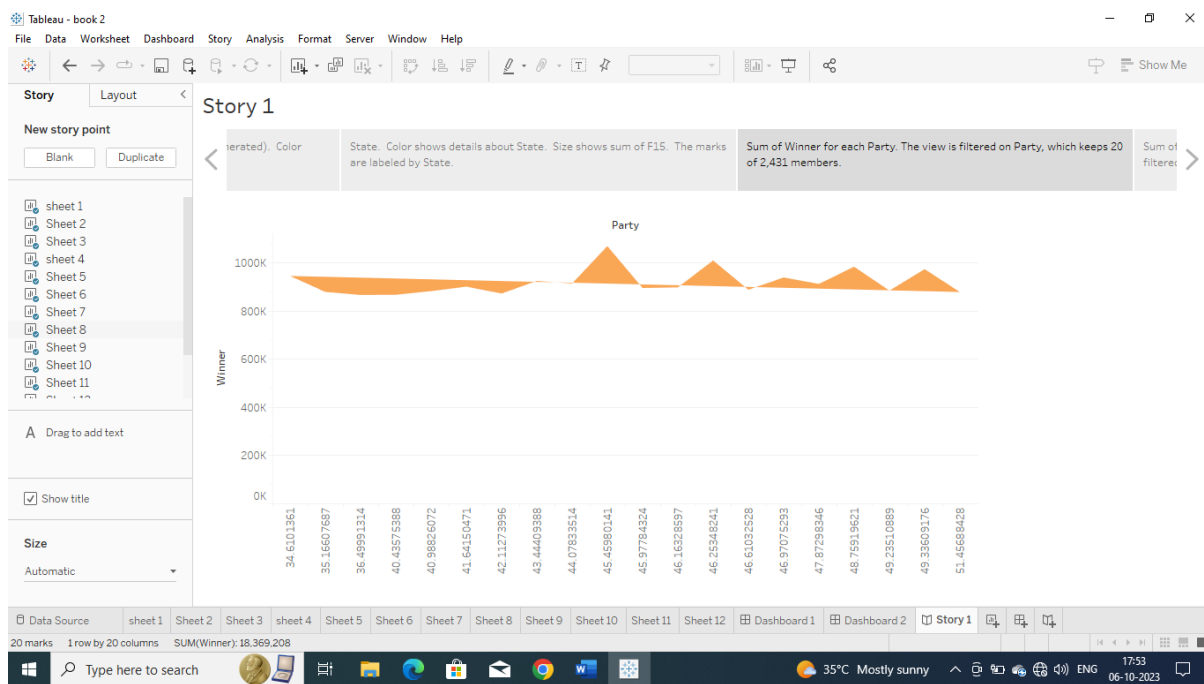 Tableau - book 2
File Data Worksheet Dashboard Story Analysis Format Server Window Help
Show Me
Story Layout
New story point
Blank Duplicate
sheet 1
Sheet 2
Sheet 3
sheet 4
Sheet 5
Sheet 6
Sheet 7
Sheet 8
Sheet 9
Sheet 10
Sheet 11
A Drag to add text
Show title
Size
Automatic
Story 1
nerated). Color
State. Color shows details about State. Size shows sum of F15. The marks
are labeled by State.
Sum of Winner for each Party. The view is filtered on Party, which keeps 20
of 2,431 members.
Sum of
filtered
Party
1000K
800K
600K
400K
200K
0K
Winner
34.6101361
35.16607687
36.49991314
40.43575388
40.98826072
41.64150471
42.11273996
43.44409388
44.07833514
45.45980141
45.97784324
46.16328597
46.25348241
46.61032528
46.97075293
47.87298346
48.75919621
49.23510889
49.33609176
51.45688428
Data Source sheet 1 Sheet 2 Sheet 3 sheet 4 Sheet 5 Sheet 6 Sheet 7 Sheet 8 Sheet 9 Sheet 10 Sheet 11 Sheet 12 Dashboard 1 Dashboard 2 Story 1
20 marks 1 row by 20 columns SUM(Winner): 18,369,208
Type here to search
35°C Mostly sunny
ENG
17:53
06-10-2023